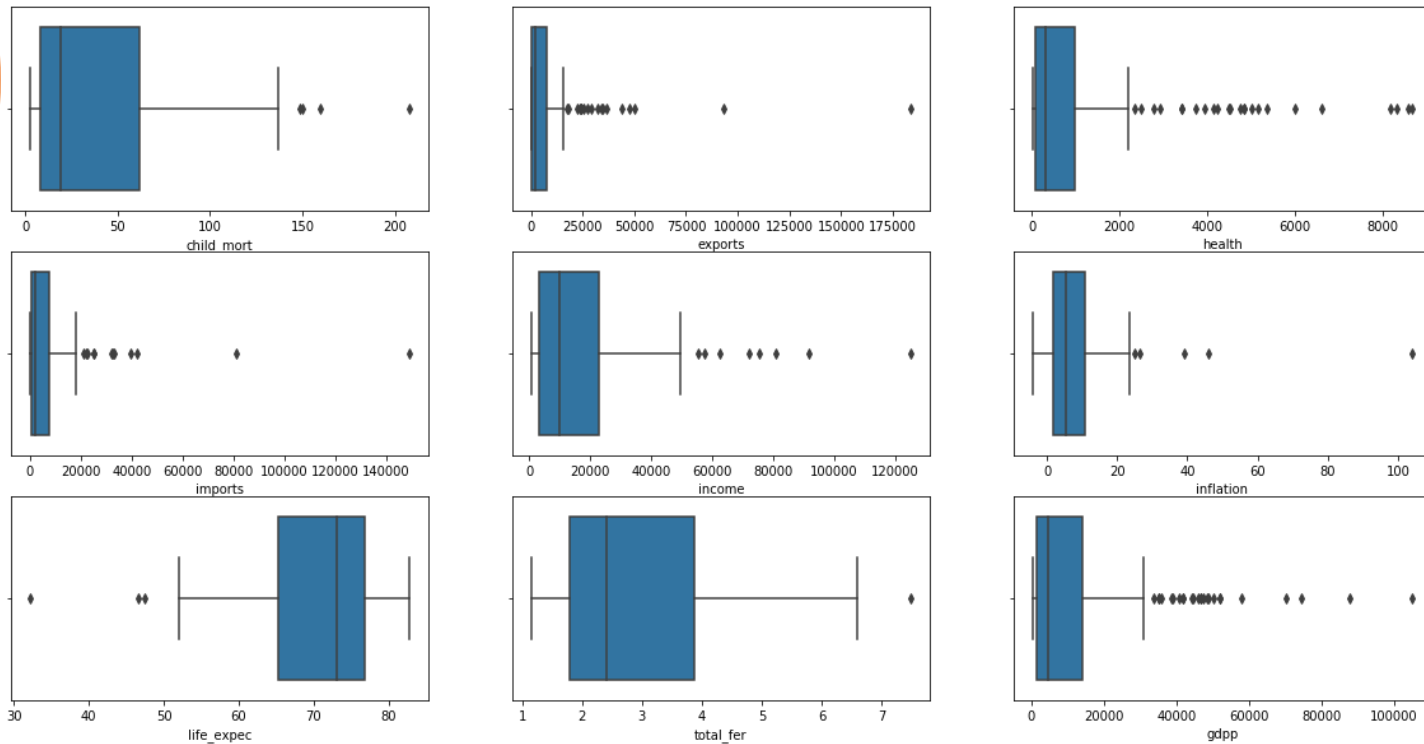 0 50 100 150 200
child_mort
0 25000 50000 75000 100000 125000 150000 175000
exports
0 2000 4000 6000 8000
health
0 20000 40000 60000 80000 100000 120000 140000
imports
0 20000 40000 60000 80000 100000 120000
income
0 20 40 60 80 100
inflation
30 40 50 60 70 80
life_expec
1 2 3 4 5 6 7
total_fer
0 20000 40000 60000 80000 100000
gdpp